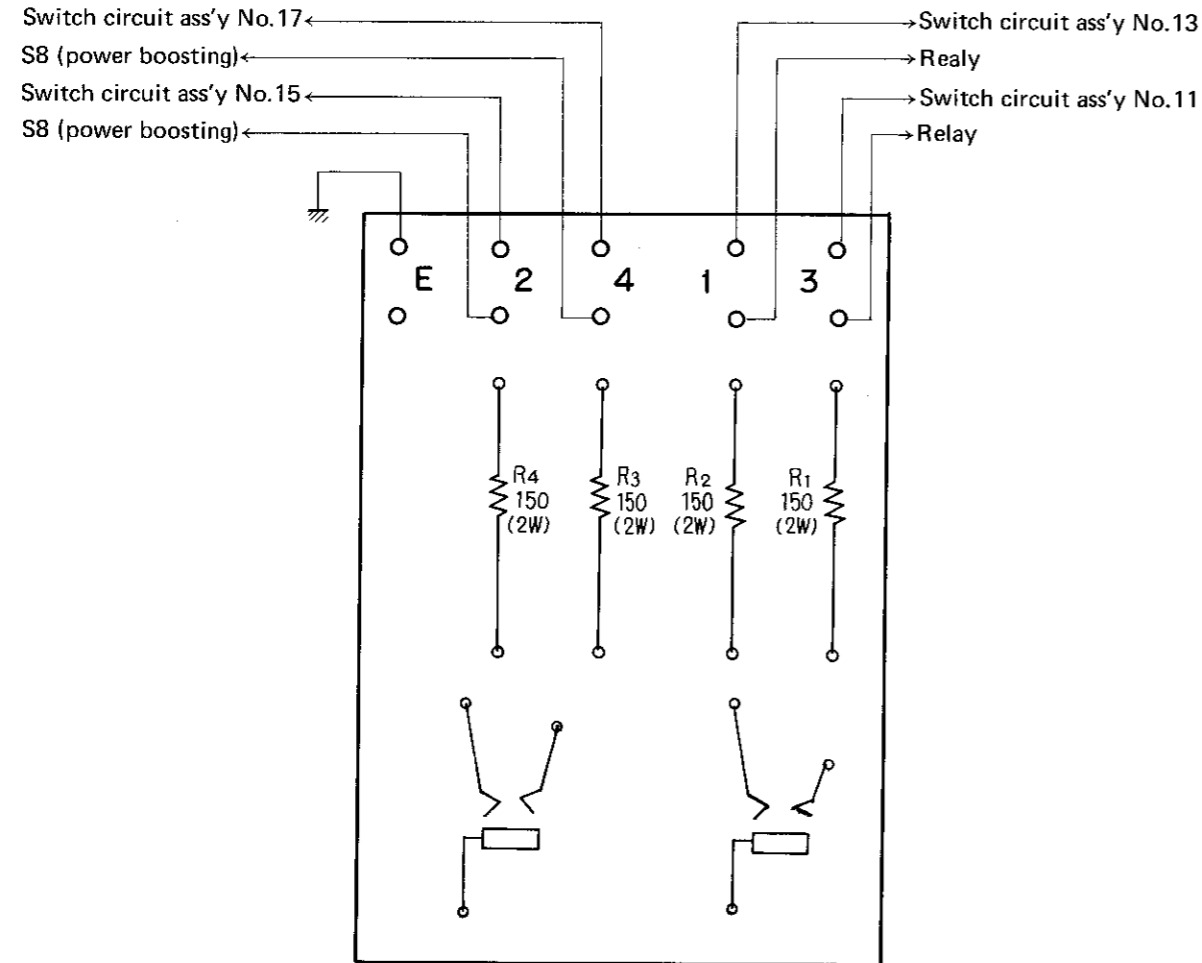 Switch circuit ass'y No.17
S8 (power boosting)
Switch circuit ass'y No.15
S8 (power boosting)
Switch circuit ass'y No.13
Realy
Switch circuit ass'y No.11
Relay
E 2 4 1 3
R4
150
(2W)
R3
150
(2W)
R2
150
(2W)
R1
150
(2W)